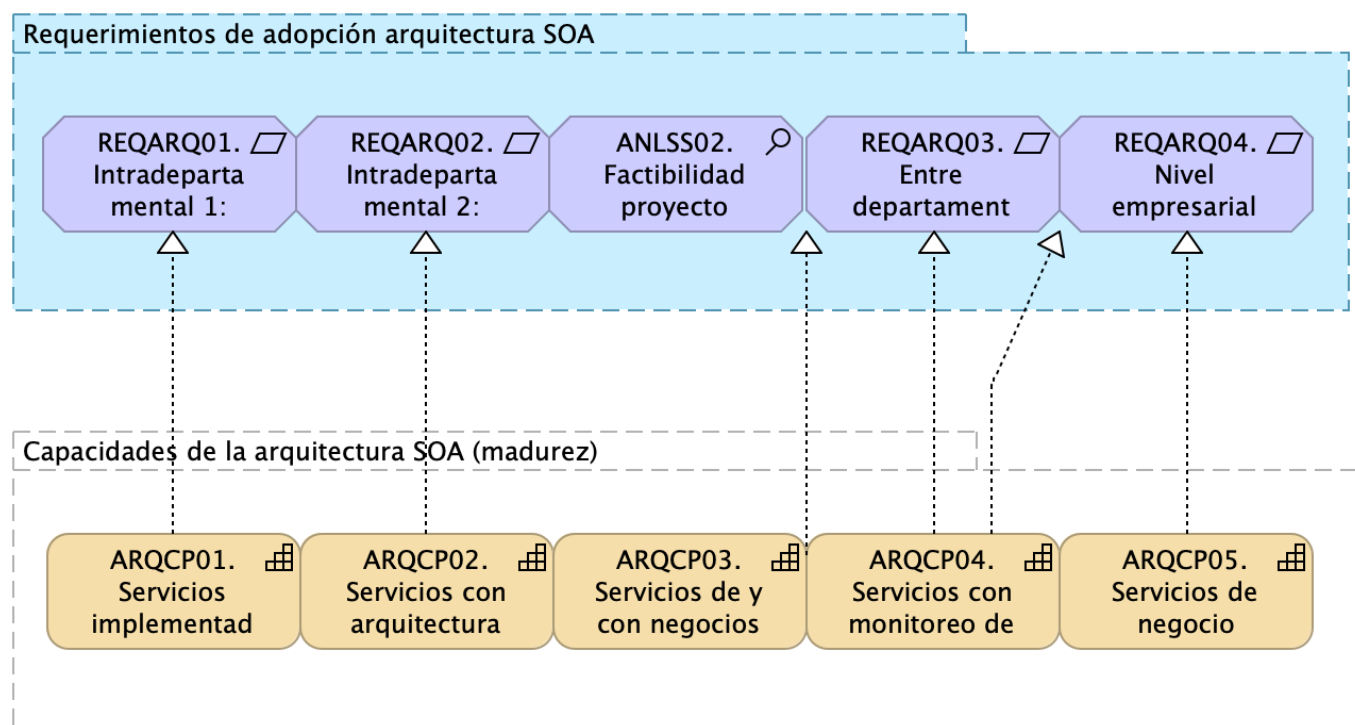 Requerimientos de adopción arquitectura SOA
REQARQ01.
Intradeparta
mental 1:
REQARQ02.
Intradeparta
mental 2:
ANLSS02.
Factibilidad
proyecto
REQARQ03.
Entre
departament
REQARQ04.
Nivel
empresarial
Capacidades de la arquitectura SOA (madurez)
ARQCP01.
Servicios
implementad
ARQCP02.
Servicios con
arquitectura
ARQCP03.
Servicios de y
con negocios
ARQCP04.
Servicios con
monitoreo de
ARQCP05.
Servicios de
negocio